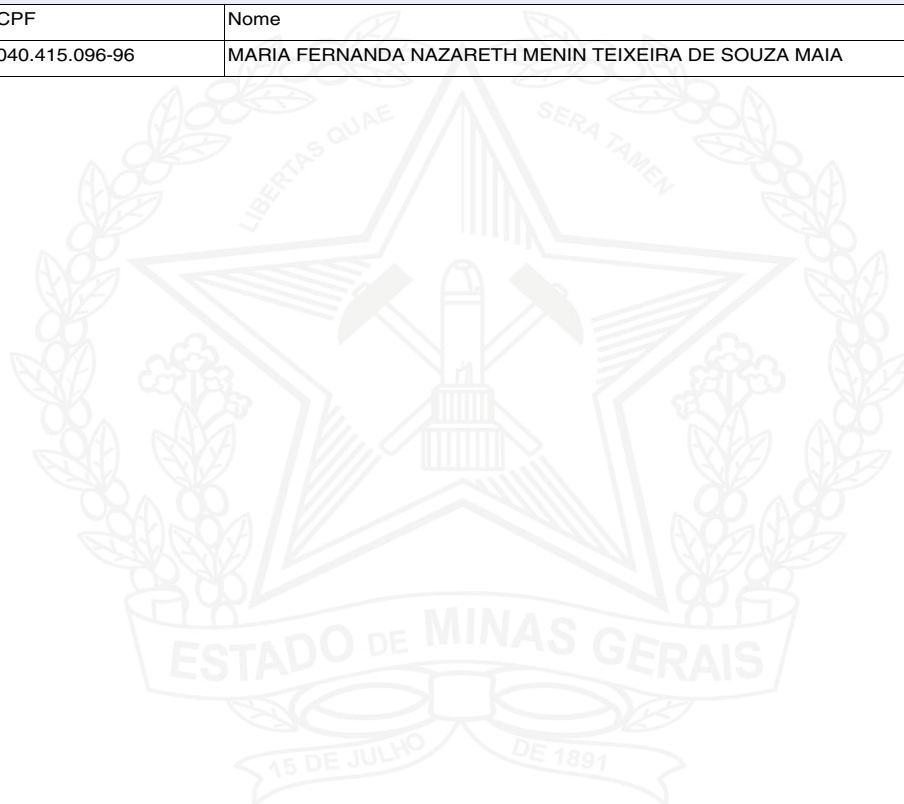 CPF Nome
040.415.096-96 MARIA FERNANDA NAZARETH MENIN TEIXEIRA DE SOUZA MAIA
LIBERTAS QUAE SERA TAMEN
ESTADO DE MINAS GERAIS
15 DE JULHO DE 1891